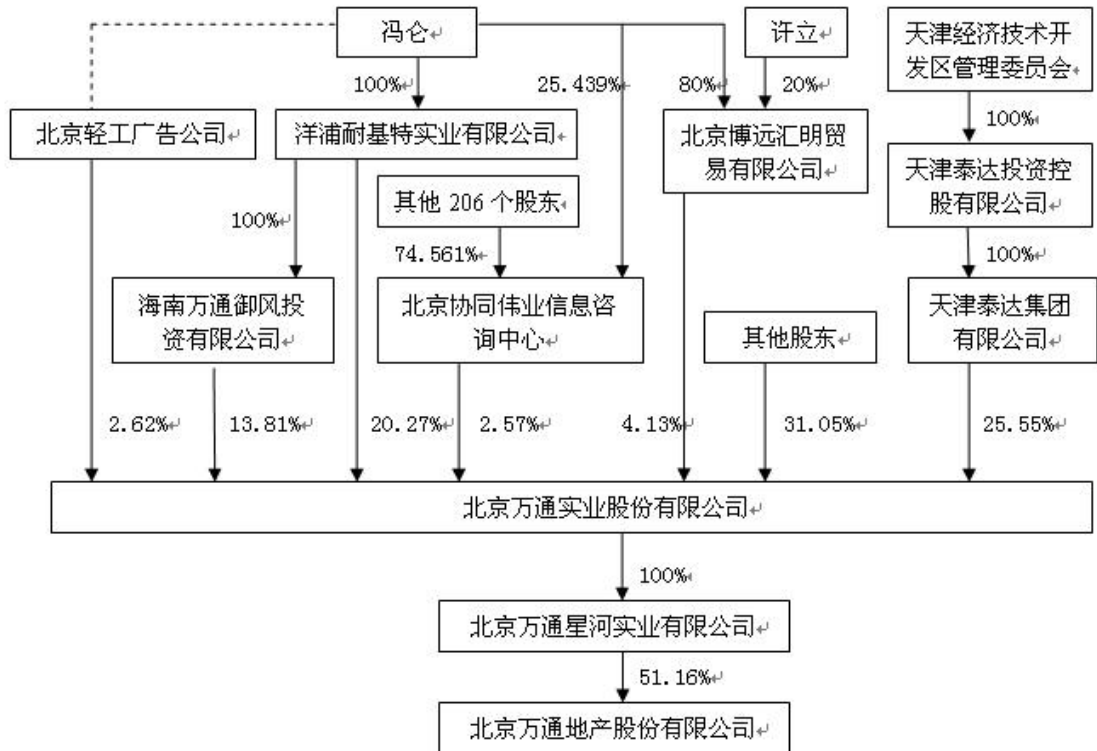 冯仑
许立
天津经济技术开
发区管理委员会
100%
25.439%
80%
20%
100%
北京轻工广告公司
洋浦耐基特实业有限公司
北京博远汇明贸
易有限公司
天津泰达投资控
股有限公司
其他 206 个股东
100%
74.561%
100%
海南万通御风投
资有限公司
北京协同伟业信息咨
询中心
其他股东
天津泰达集团
有限公司
2.62%
13.81%
20.27%
2.57%
4.13%
31.05%
25.55%
北京万通实业股份有限公司
100%
北京万通星河实业有限公司
51.16%
北京万通地产股份有限公司